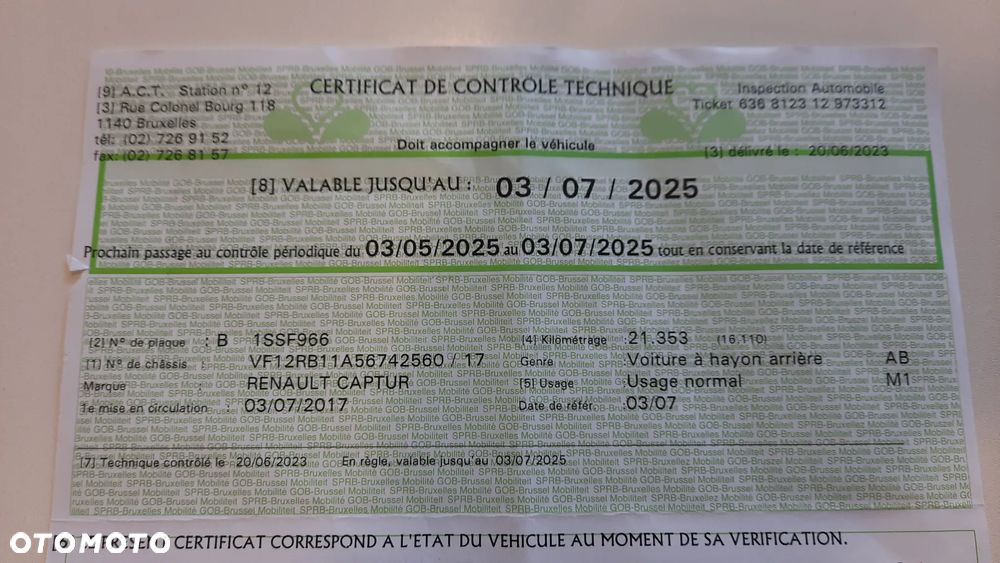 CERTIFICAT DE CONTRÔLE TECHNIQUE
[9] A.C.T. Station n° 12
[3] Rue Colonel Bourg 118
1140 Bruxelles
tél: (02) 726 91 52
fax: (02) 726 81 57
Inspection Automobile
Ticket 636 8123 12 973312
Doit accompagner le véhicule
[3] délivré le : 20/06/2023
[8] VALABLE JUSQU'AU : 03 / 07 / 2025
Prochain passage au contrôle périodique du 03/05/2025 au 03/07/2025 tout en conservant la date de référence
[2] N° de plaque : B 1SSF966
[4] Kilométrage : 21.353 (16.110)
[1] N° de châssis : VF12RB11A56742560 / 17
Genre Voiture à hayon arrière AB
Marque : RENAULT CAPTUR
[5] Usage Usage normal M1
1e mise en circulation : 03/07/2017
Date de référ. : 03/07
[7] Technique contrôlé le 20/06/2023 En règle, valable jusqu'au 03/07/2025
PRESENT CERTIFICAT CORRESPOND A L'ETAT DU VEHICULE AU MOMENT DE SA VERIFICATION.
OTOMOTO